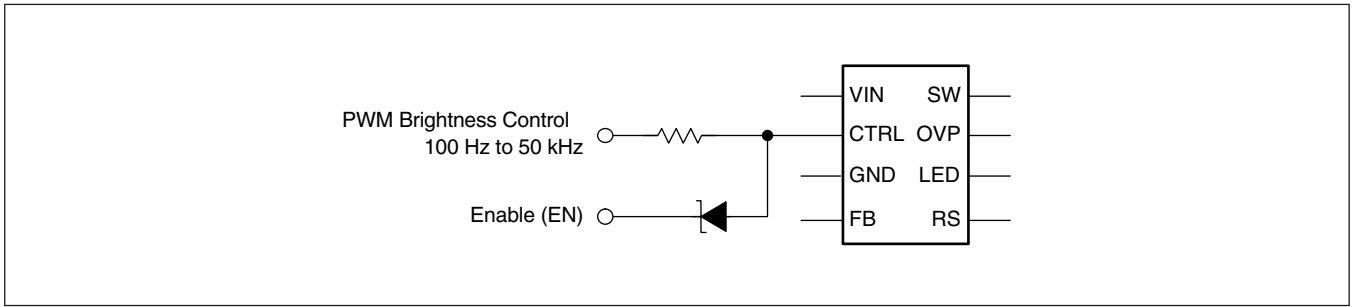 PWM Brightness Control
100 Hz to 50 kHz
Enable (EN)
VIN SW
CTRL OVP
GND LED
FB RS